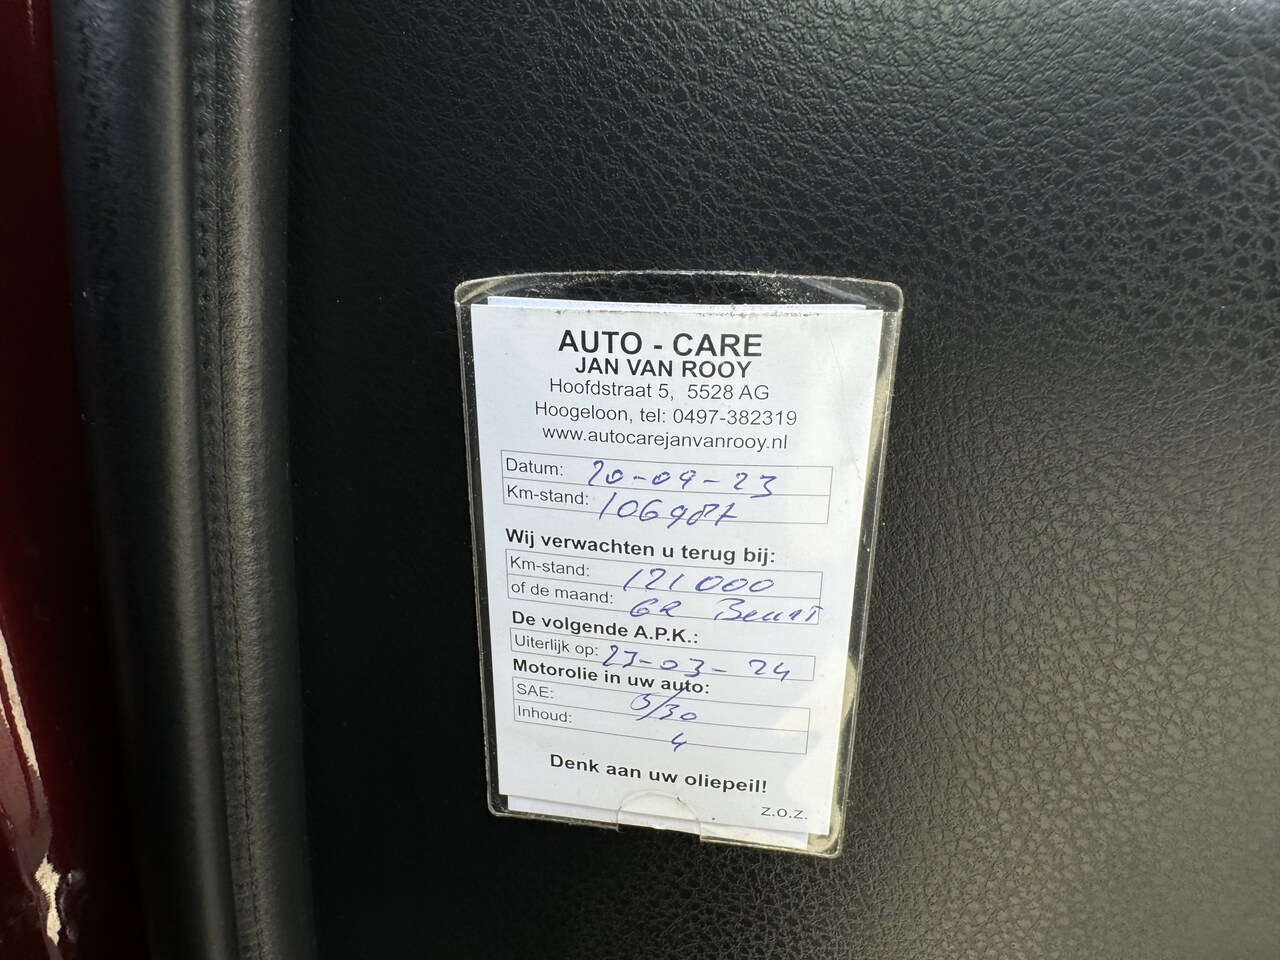 AUTO - CARE
JAN VAN ROOY
Hoofdstraat 5, 5528 AG
Hoogeloon, tel: 0497-382319
www.autocarejanvanrooy.nl
Datum: 20-09-23
Km-stand: 106987
Wij verwachten u terug bij:
Km-stand: 121000
of de maand: GR Beurt
De volgende A.P.K.:
Uiterlijk op: 27-03-24
Motorolie in uw auto:
SAE: 5/30
Inhoud: 4
Denk aan uw oliepeil!
z.o.z.